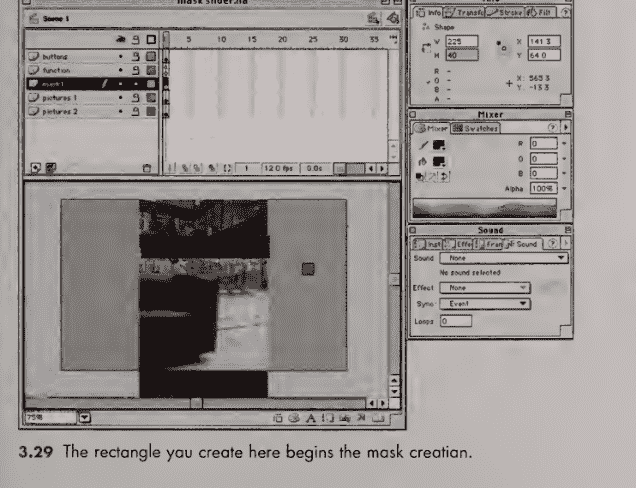 mask slider.fla
Scene 1
5 10 15 20 25 30 35
buttons
function
mask1
pictures 1
pictures 2
1 12.0 fps 0.0s
75%
Info Transfo Stroke Fill
Shape
W 225 X 141.3
H 40 Y 64.0
R -
G -
B -
A -
X: 565.5
Y: -13.5
Mixer
Mixer Swatches
R 0
G 0
B 0
Alpha 100%
Sound
Inst Effe Fran Sound
Sound None
No sound selected
Effect None
Sync Event
Loops 0
3.29 The rectangle you create here begins the mask creation.